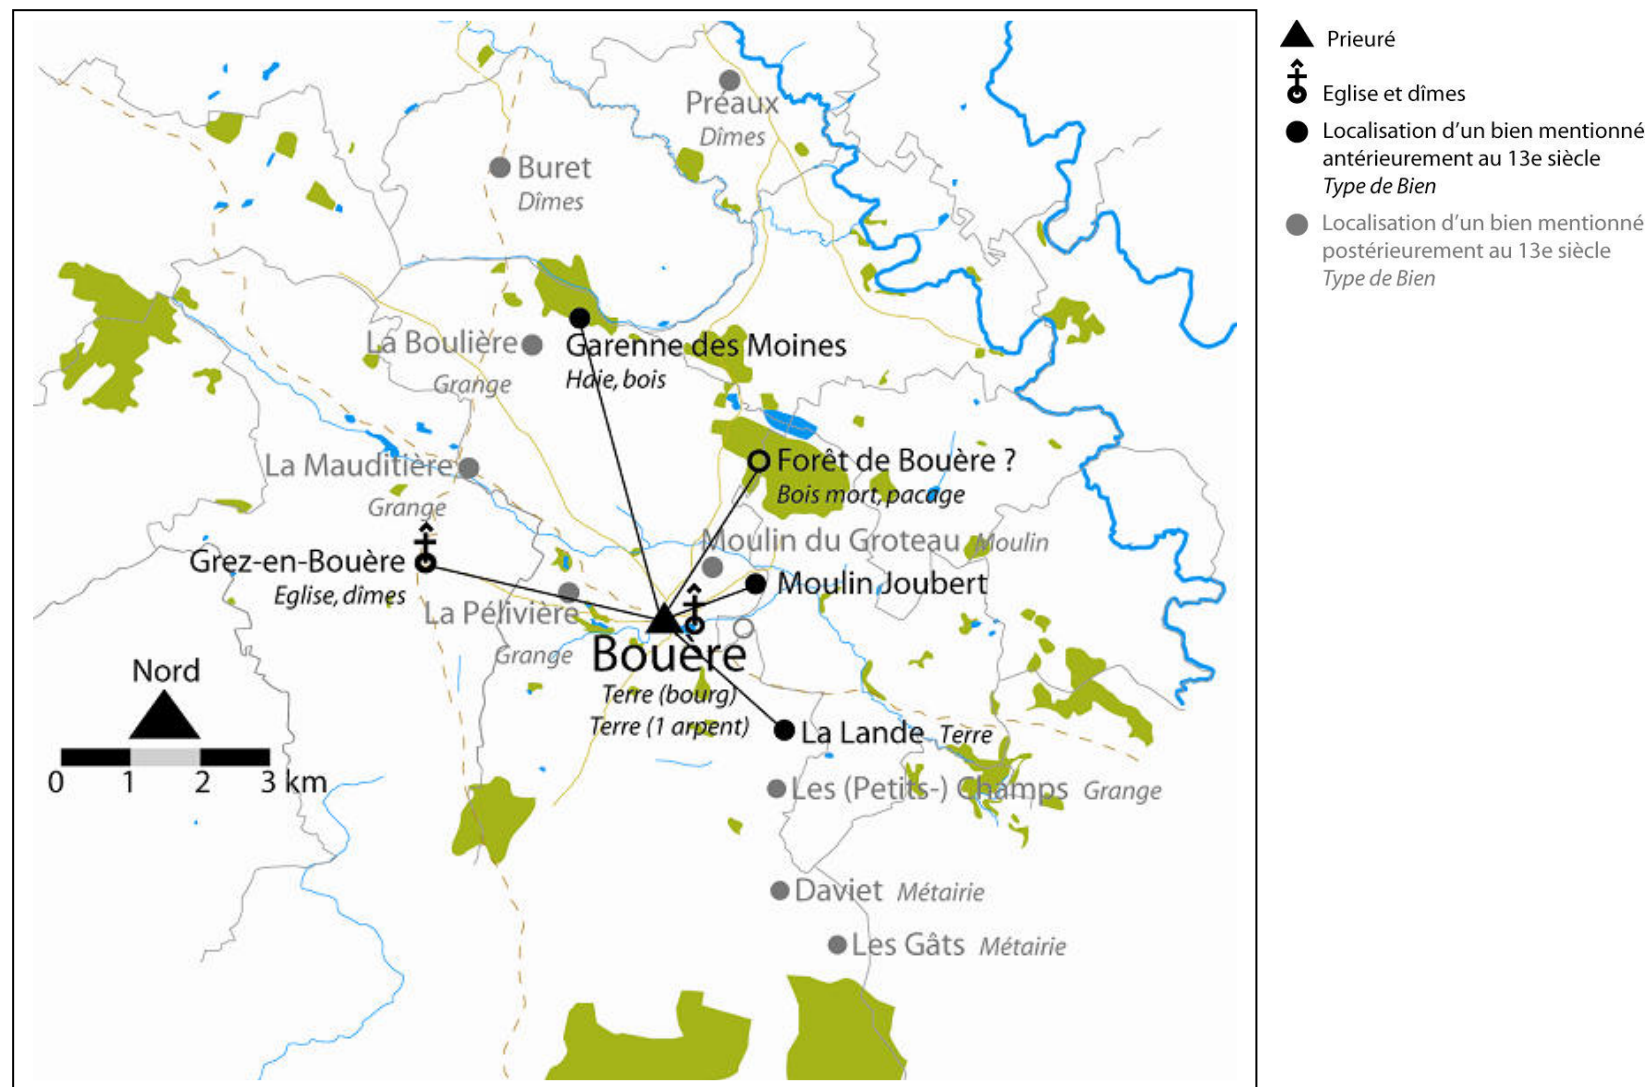 Préaux
Dîmes
Buret
Dîmes
La Boulière
Grange
Garenne des Moines
Haie, bois
La Mauditière
Grange
Forêt de Bouère ?
Bois mort, pacage
Moulin du Groteau Moulin
Grez-en-Bouère
Eglise, dîmes
Moulin Joubert
La Pélivière
Grange
Bouère
Terre (bourg)
Terre (1 arpent)
La Lande Terre
Les (Petits-) Champs Grange
Daviet Métairie
Les Gâts Métairie
Nord
0 1 2 3 km
Prieuré
Eglise et dîmes
Localisation d’un bien mentionné
antérieurement au 13e siècle
Type de Bien
Localisation d’un bien mentionné
postérieurement au 13e siècle
Type de Bien